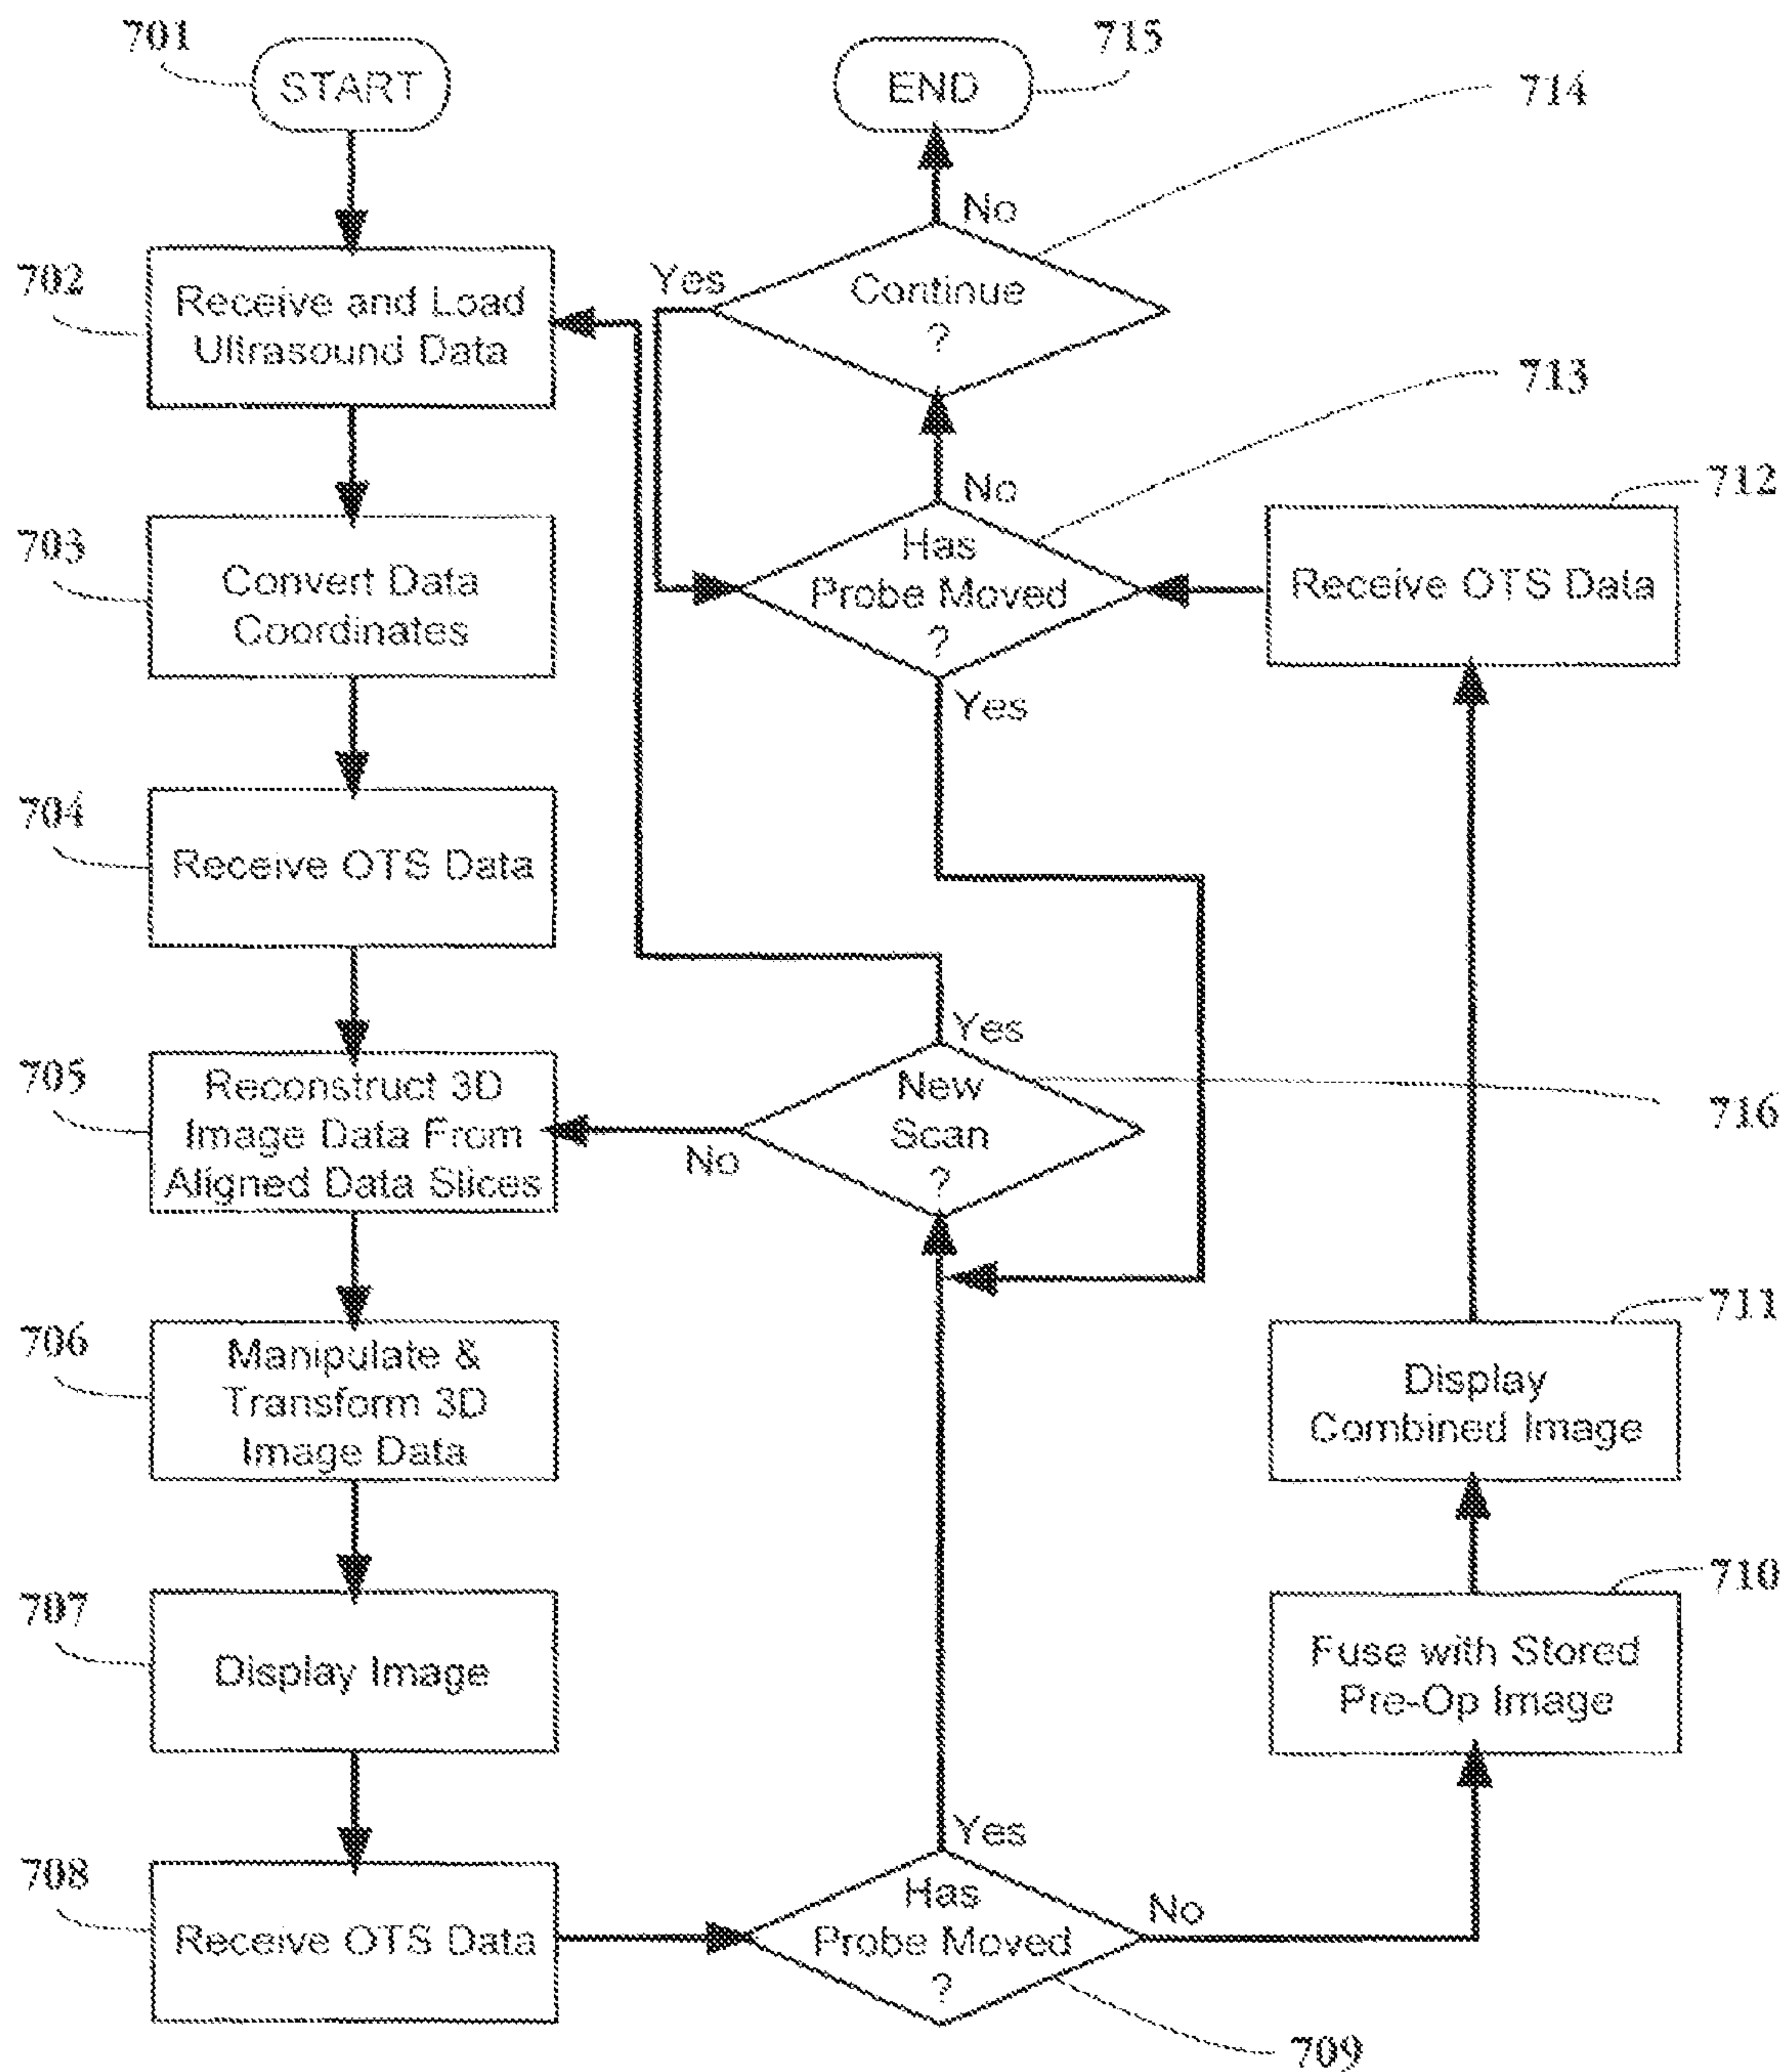 701
START
702
Receive and Load
Ultrasound Data
703
Convert Data
Coordinates
704
Receive OTS Data
705
Reconstruct 3D
Image Data From
Aligned Data Slices
706
Manipulate &
Transform 3D
Image Data
707
Display Image
708
Receive OTS Data
715
END
714
No
Yes
Continue
?
713
No
Has
Probe Moved
?
Yes
712
Receive OTS Data
Yes
New
Scan
?
No
716
711
Display
Combined Image
710
Fuse with Stored
Pre-Op Image
Yes
Has
Probe Moved
?
No
709